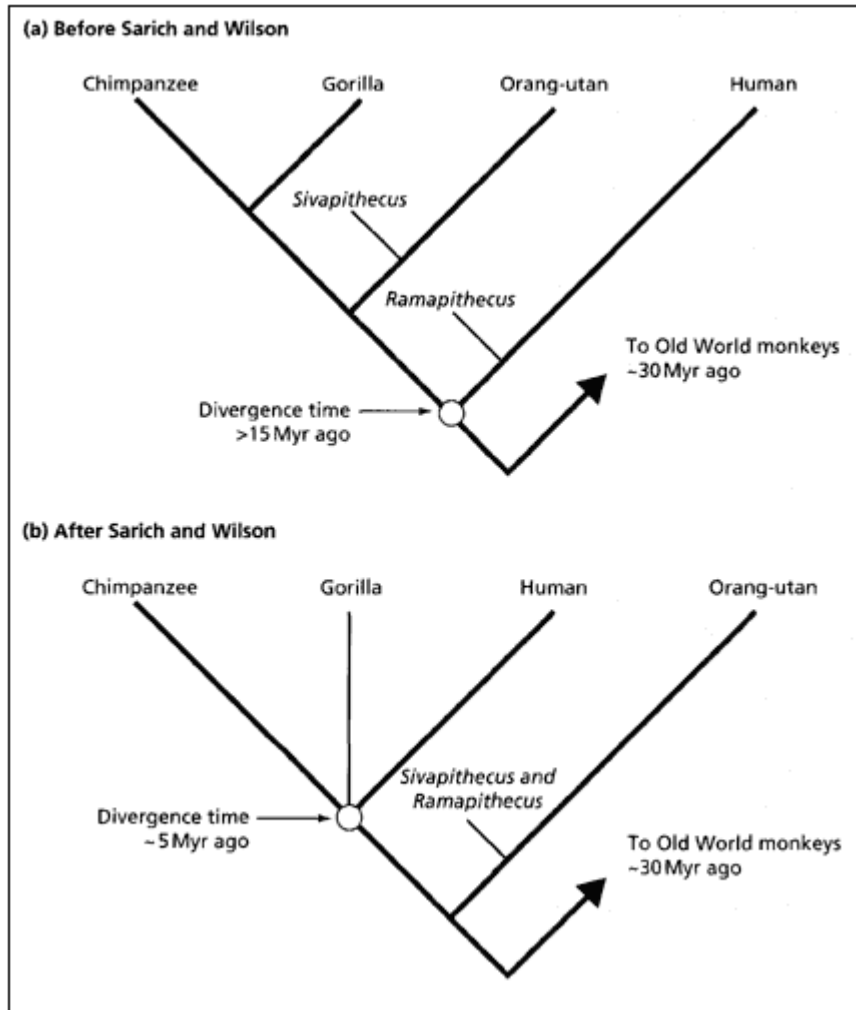 (a) Before Sarich and Wilson
Chimpanzee Gorilla Orang-utan Human
Sivapithecus
Ramapithecus
To Old World monkeys
~30 Myr ago
Divergence time
>15 Myr ago
(b) After Sarich and Wilson
Chimpanzee Gorilla Human Orang-utan
Sivapithecus and
Ramapithecus
Divergence time
~5 Myr ago
To Old World monkeys
~30 Myr ago